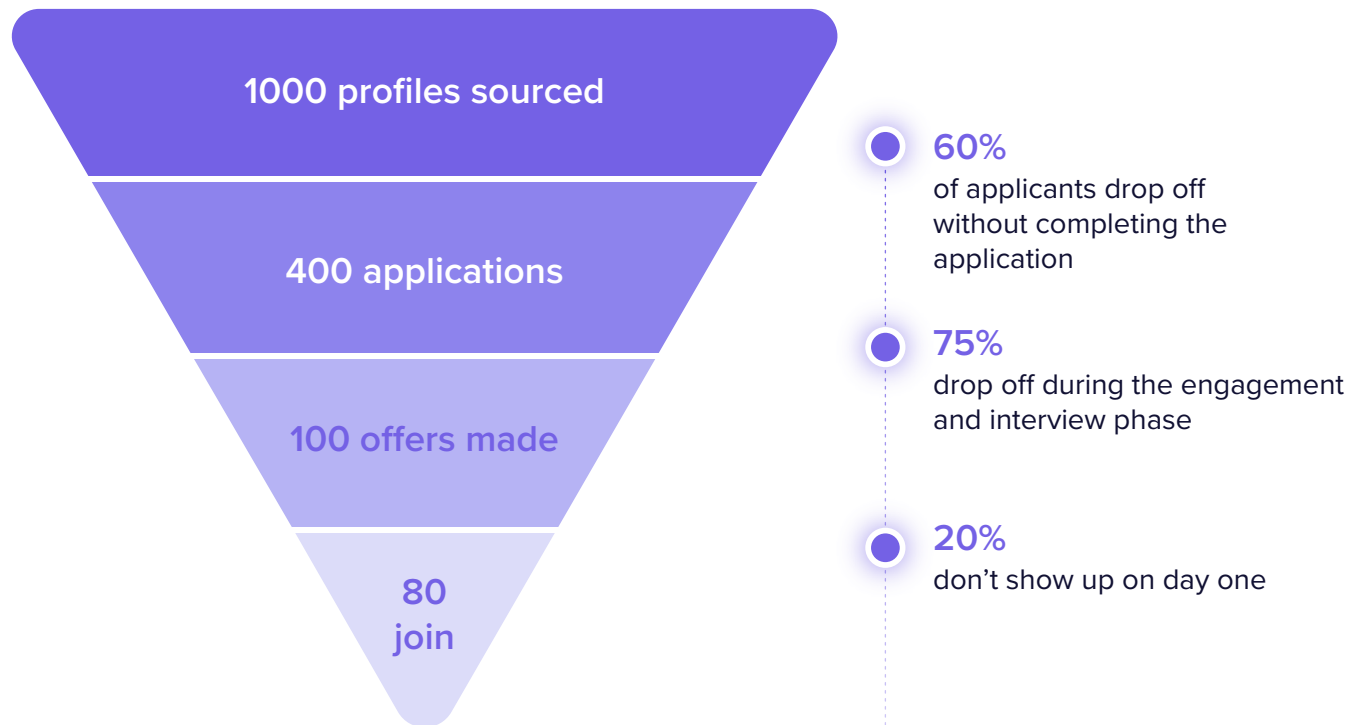 1000 profiles sourced
60%
of applicants drop off
without completing the
application
400 applications
75%
drop off during the engagement
and interview phase
100 offers made
20%
don’t show up on day one
80
join